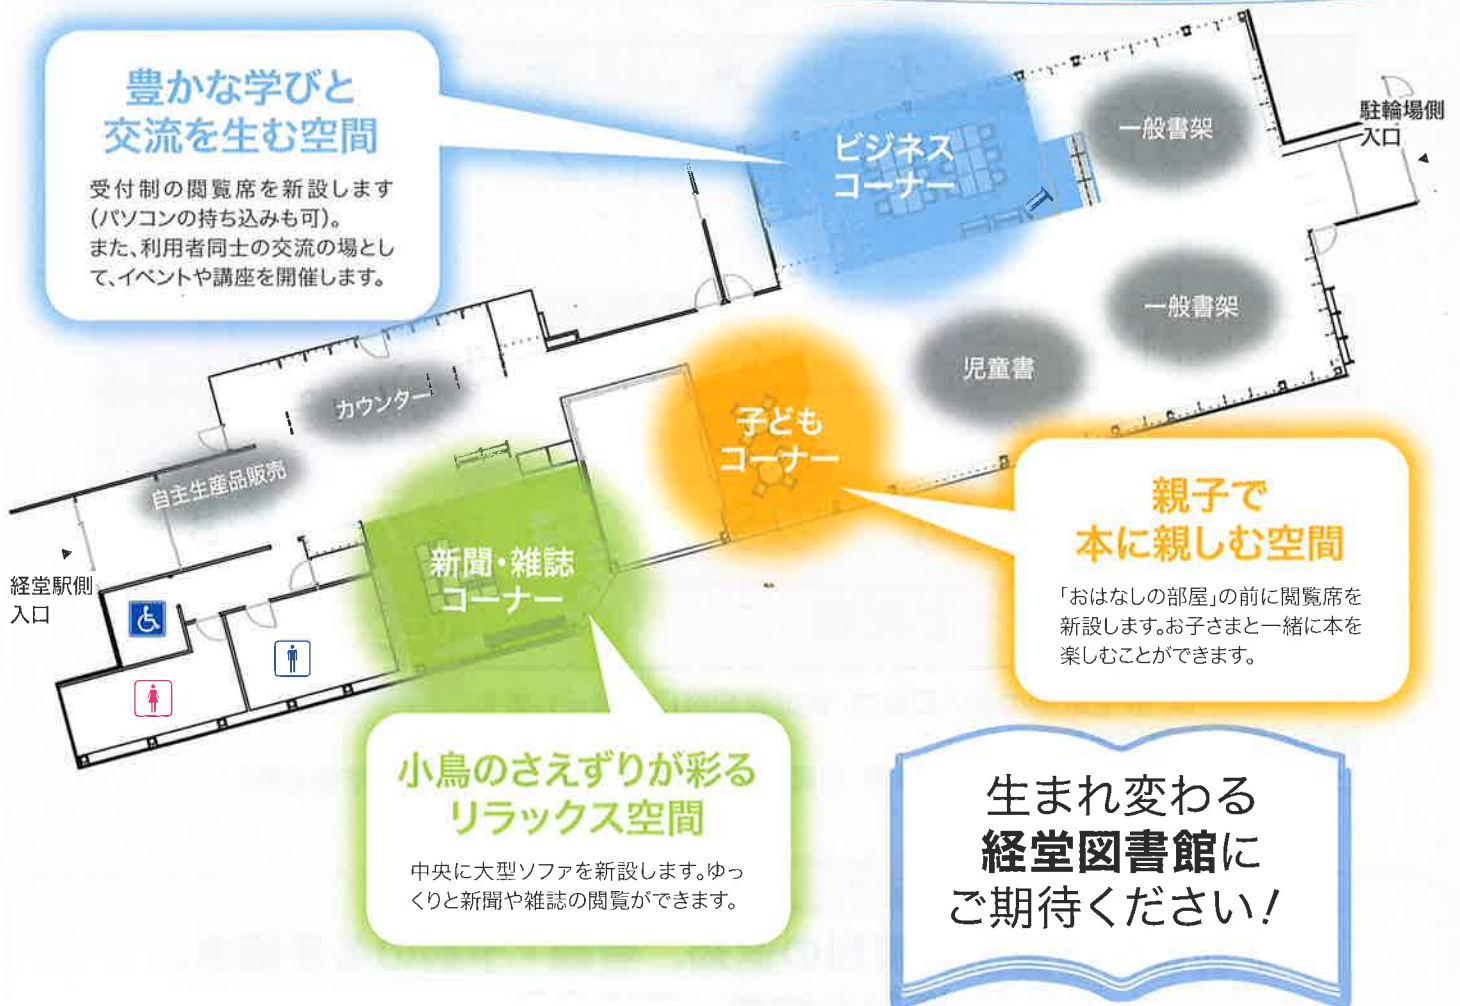 豊かな学びと
交流を生む空間
受付制の閲覧席を新設します
(パソコンの持ち込みも可)。
また、利用者同士の交流の場とし
て、イベントや講座を開催します。
ビジネス
コーナー
一般書架
駐輪場側
入口
一般書架
児童書
カウンター
子ども
コーナー
自主生産品販売
新聞・雑誌
コーナー
経堂駅側
入口
親子で
本に親しむ空間
「おはなしの部屋」の前に閲覧席を
新設します。お子さまと一緒に本を
楽しむことができます。
小鳥のさえずりが彩る
リラックス空間
中央に大型ソファを新設します。ゆっ
くりと新聞や雑誌の閲覧ができます。
生まれ変わる
経堂図書館に
ご期待ください!